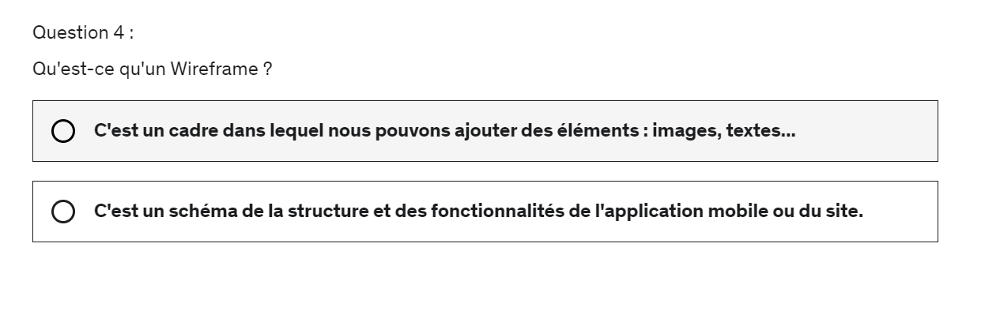 Question 4 :
Qu'est-ce qu'un Wireframe ?
C'est un cadre dans lequel nous pouvons ajouter des éléments : images, textes...
C'est un schéma de la structure et des fonctionnalités de l'application mobile ou du site.